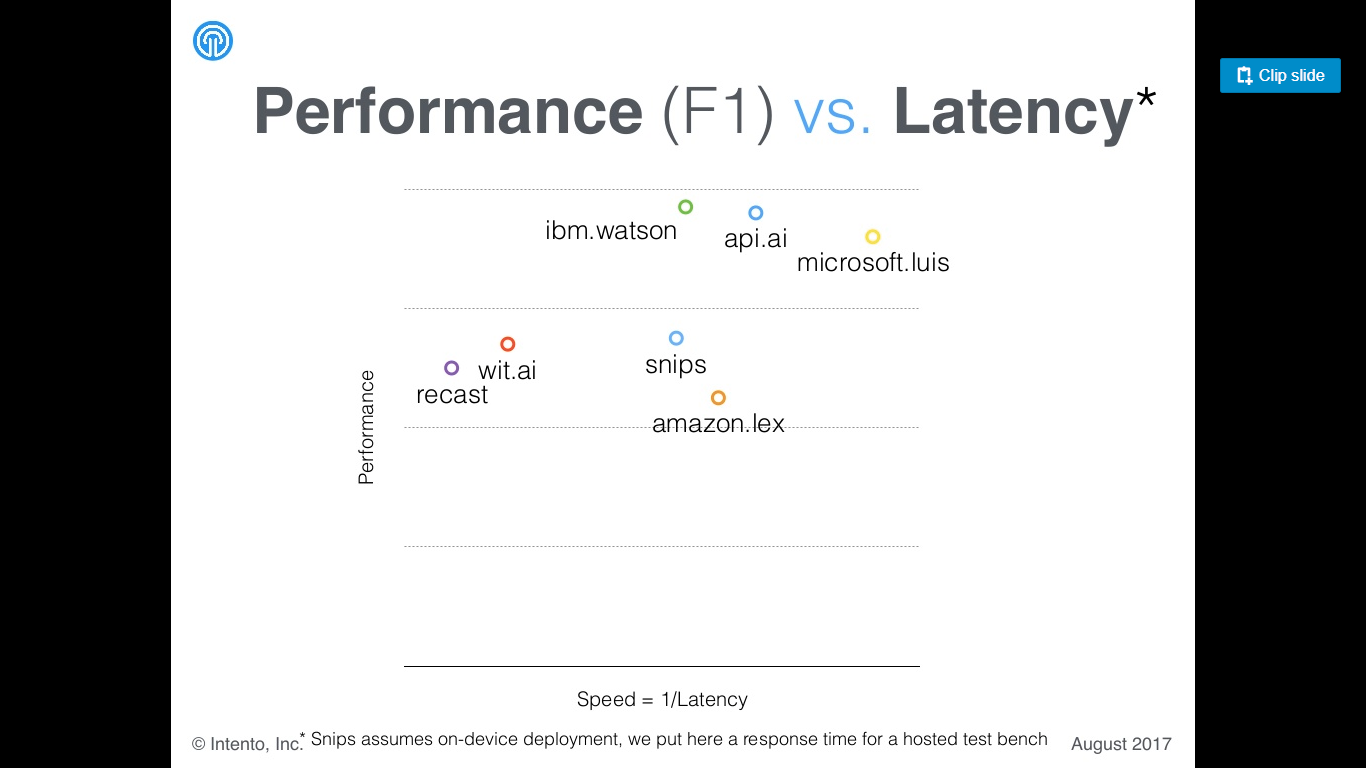 Clip slide
Performance (F1) vs. Latency*
ibm.watson
api.ai
microsoft.luis
wit.ai
snips
recast
amazon.lex
Performance
Speed = 1/Latency
* Snips assumes on-device deployment, we put here a response time for a hosted test bench
© Intento, Inc.
August 2017